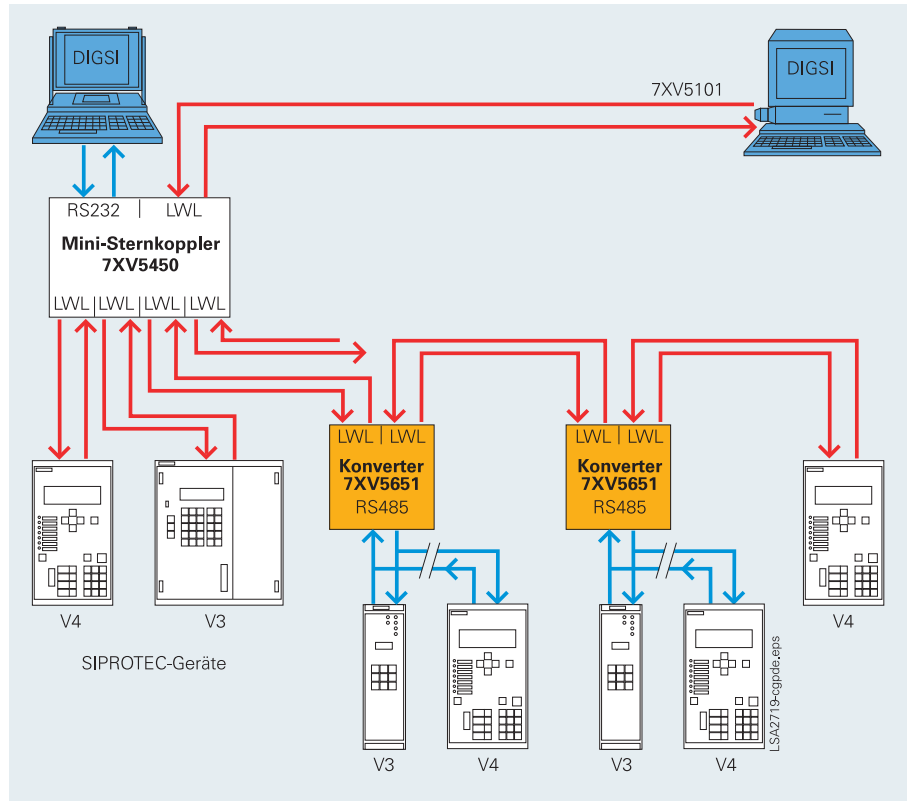 DIGSI
DIGSI
7XV5101
RS232 | LWL
Mini-Sternkoppler
7XV5450
LWL LWL LWL LWL
LWL | LWL
Konverter
7XV5651
RS485
LWL | LWL
Konverter
7XV5651
RS485
V4
V3
V4
SIPROTEC-Geräte
V3
V4
V3
V4
LSA2719-cgpde.eps